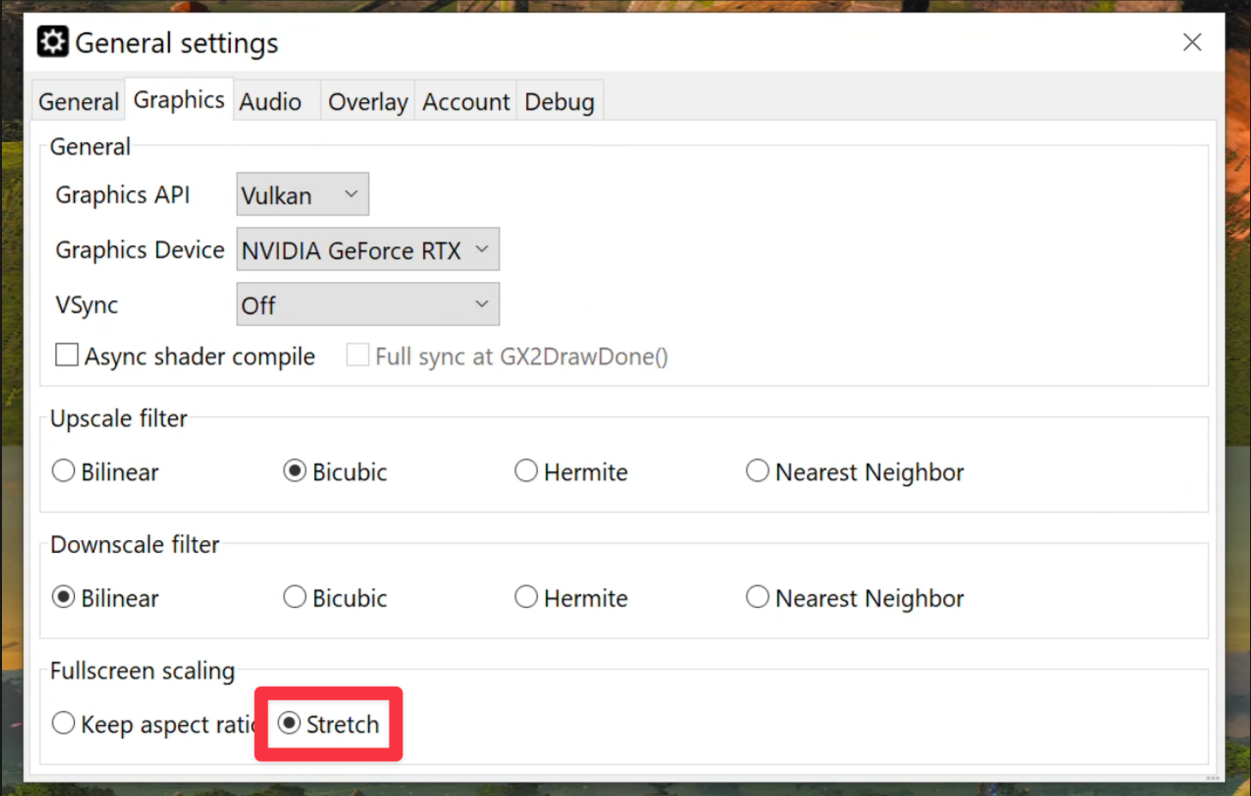 General settings
General Graphics Audio Overlay Account Debug
General
Graphics API Vulkan
Graphics Device NVIDIA GeForce RTX
VSync Off
Async shader compile Full sync at GX2DrawDone()
Upscale filter
Bilinear Bicubic Hermite Nearest Neighbor
Downscale filter
Bilinear Bicubic Hermite Nearest Neighbor
Fullscreen scaling
Keep aspect ratio Stretch